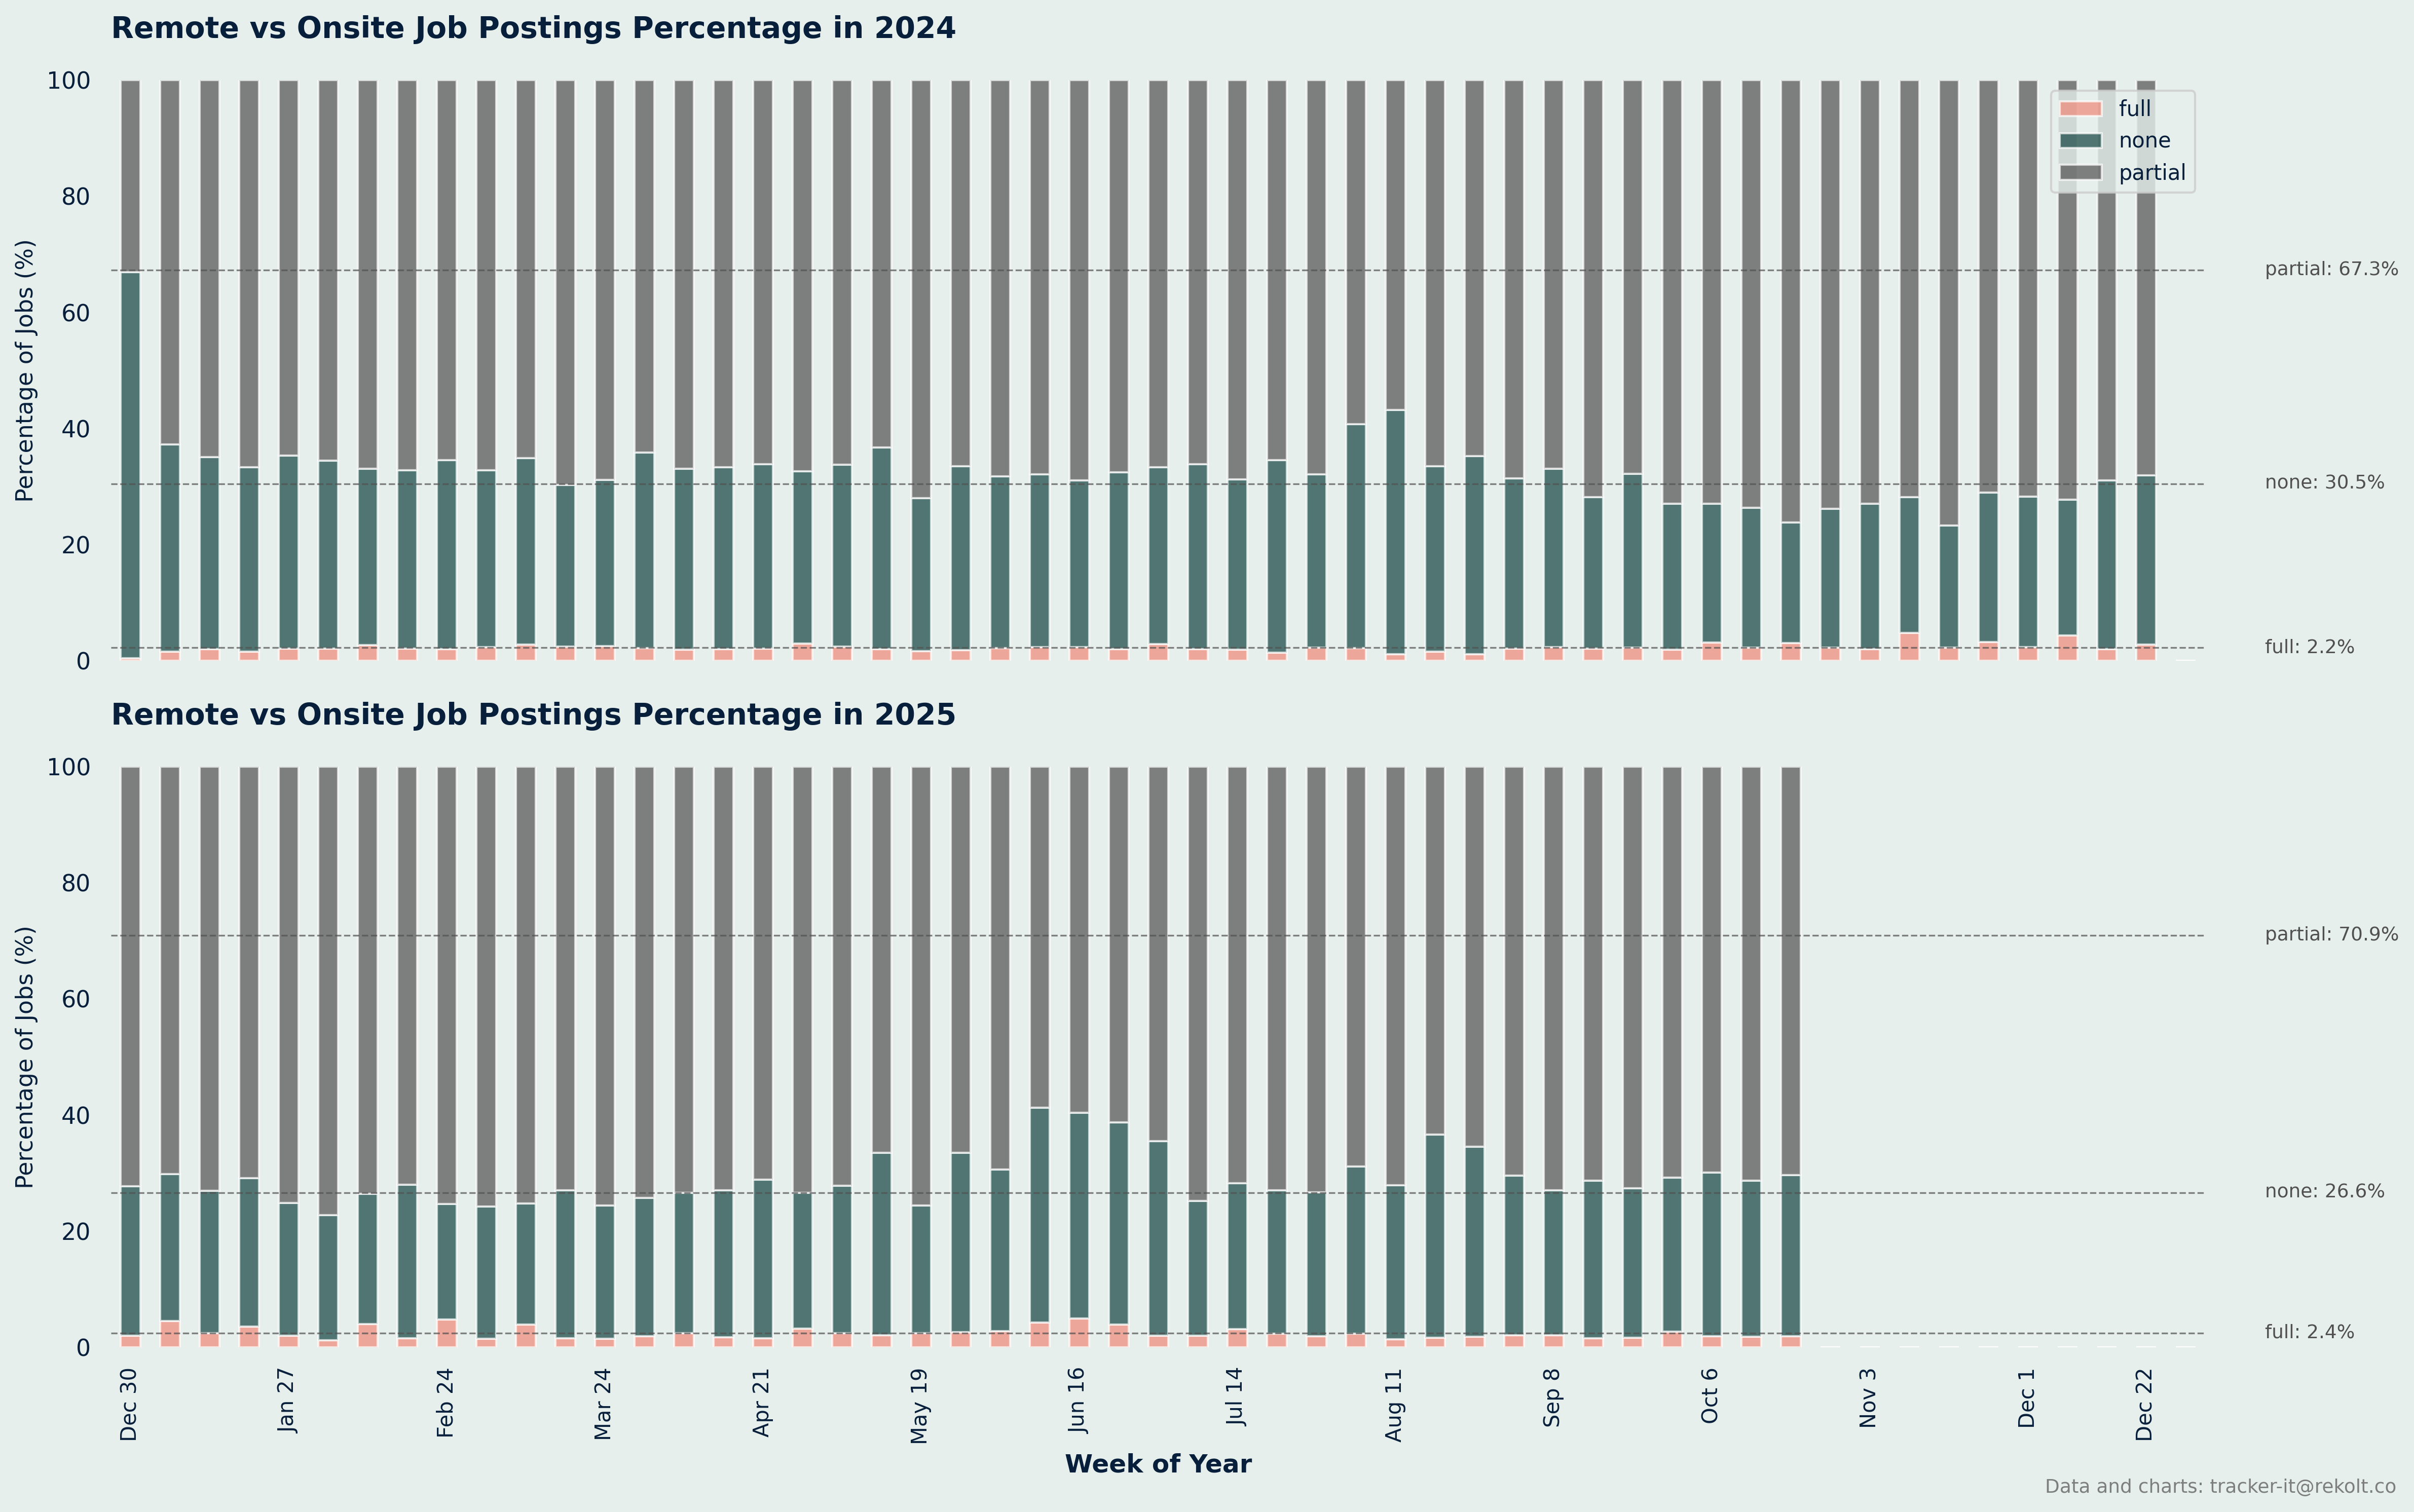 Remote vs Onsite Job Postings Percentage in 2024
Percentage of Jobs (%)
100
80
60
40
20
0
full
none
partial
partial: 67.3%
none: 30.5%
full: 2.2%
Remote vs Onsite Job Postings Percentage in 2025
Percentage of Jobs (%)
100
80
60
40
20
0
partial: 70.9%
none: 26.6%
full: 2.4%
Dec 30
Jan 27
Feb 24
Mar 24
Apr 21
May 19
Jun 16
Jul 14
Aug 11
Sep 8
Oct 6
Nov 3
Dec 1
Dec 22
Week of Year
Data and charts: tracker-it@rekolt.co